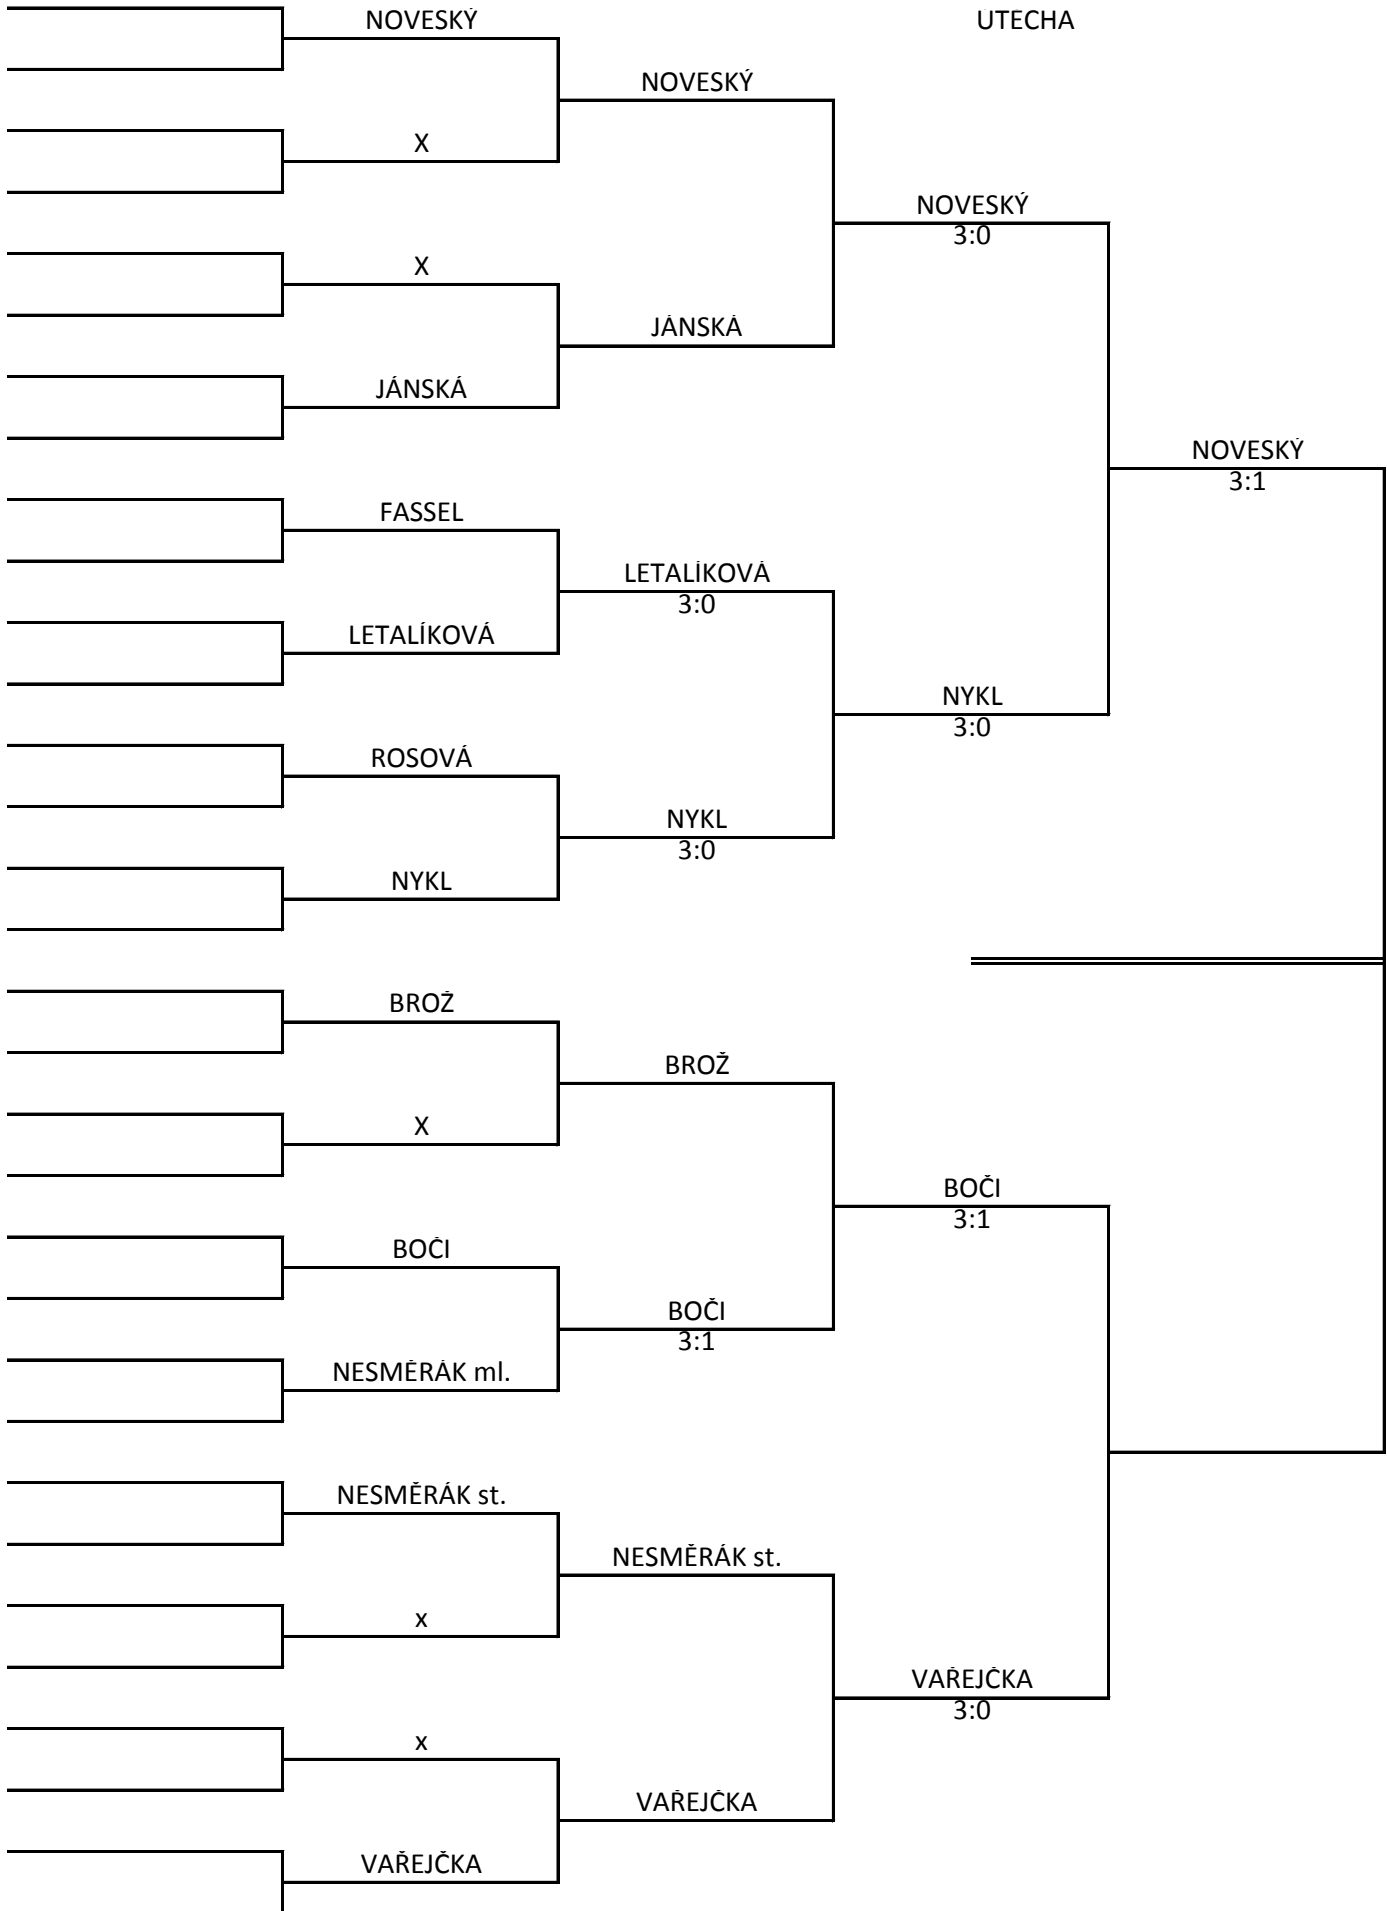 NOVESKÝ
ÚTECHA
NOVESKÝ
X
NOVESKÝ
3:0
X
JÁNSKÁ
JÁNSKÁ
NOVESKÝ
3:1
FASSEL
LETALÍKOVÁ
3:0
LETALÍKOVÁ
NYKL
3:0
ROSOVÁ
NYKL
3:0
NYKL
BROŽ
BROŽ
X
BOČI
3:1
BOČI
BOČI
3:1
NESMĚRÁK ml.
NESMĚRÁK st.
NESMĚRÁK st.
x
VAŘEJČKA
3:0
x
VAŘEJČKA
VAŘEJČKA